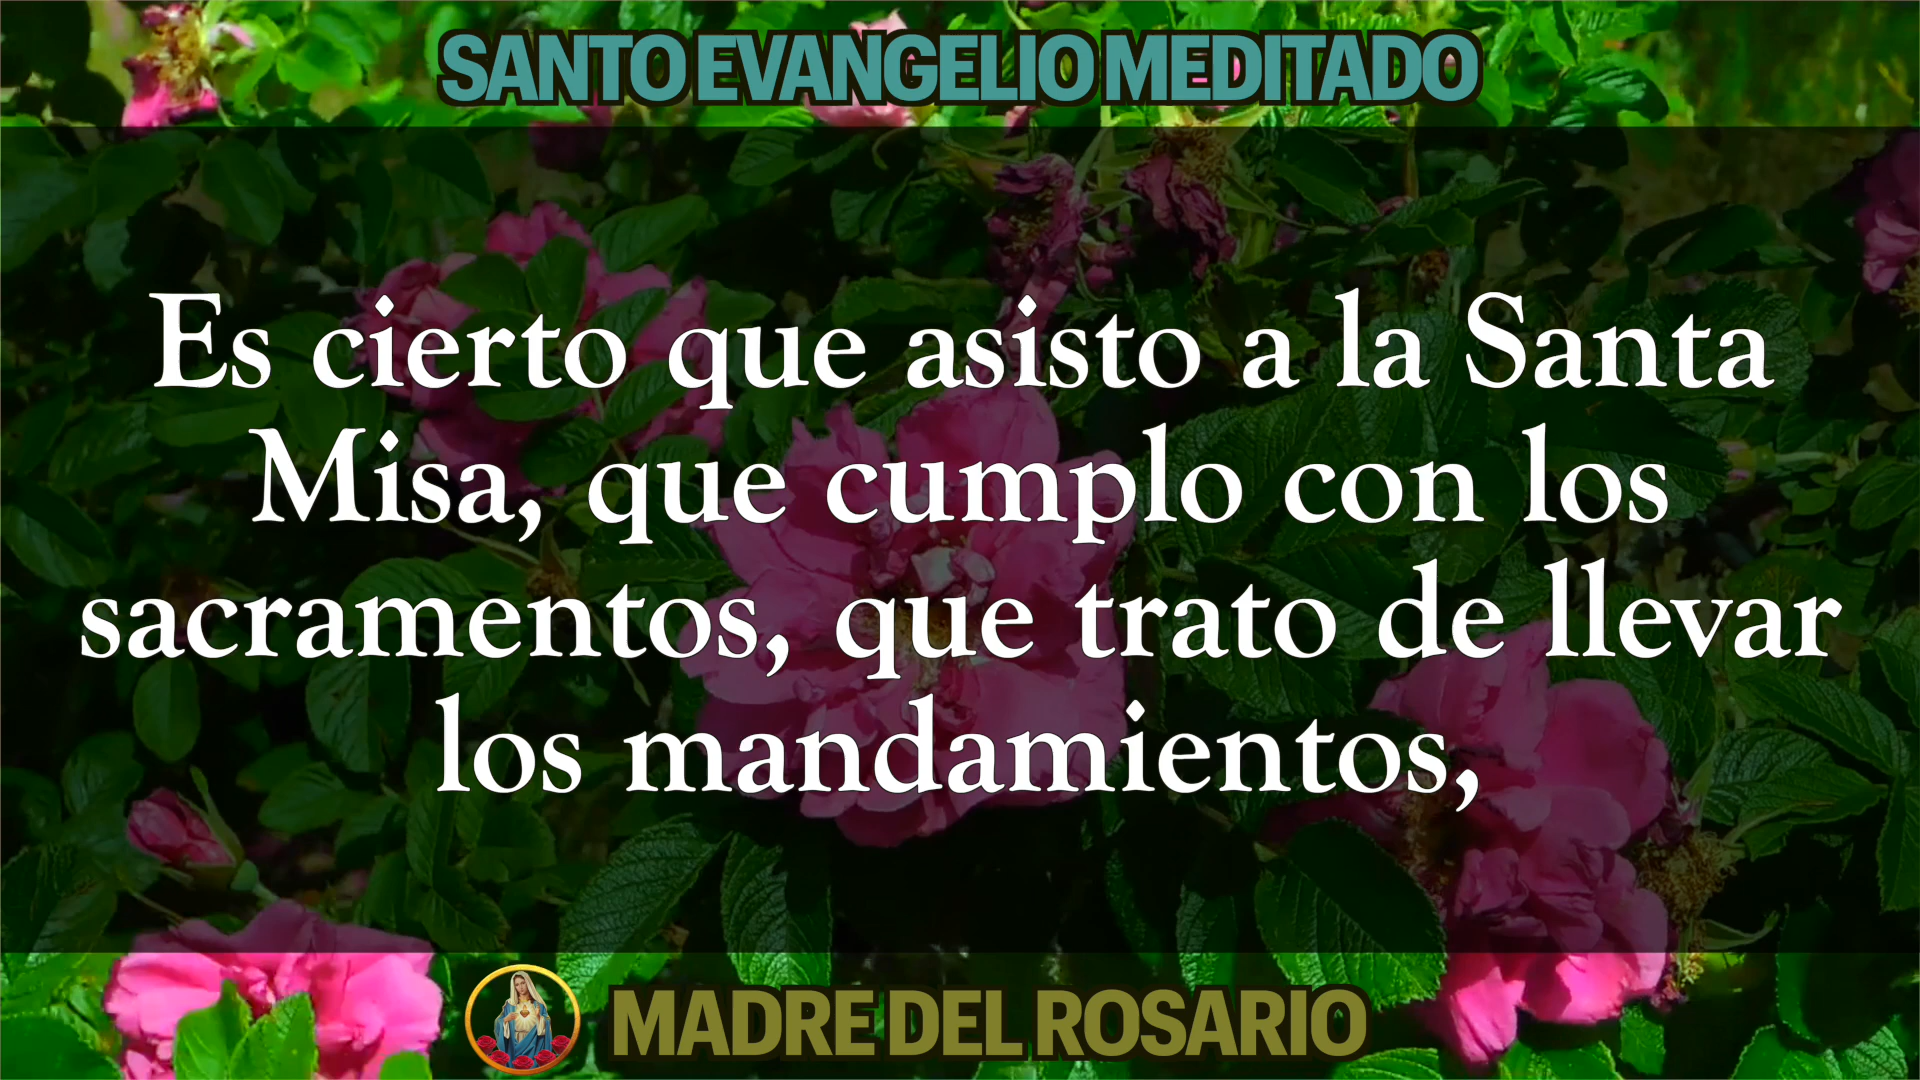 SANTO EVANGELIO MEDITADO
Es cierto que asisto a la Santa
Misa, que cumplo con los
sacramentos, que trato de llevar
los mandamientos,
MADRE DEL ROSARIO